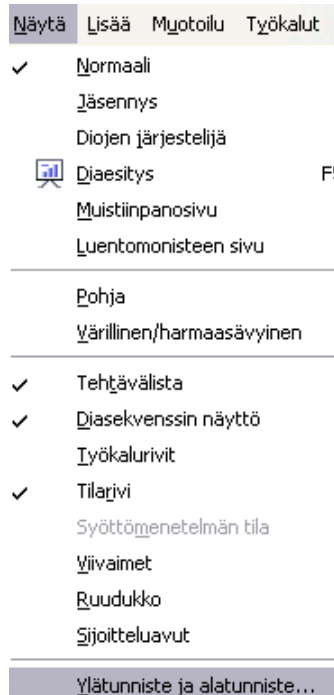 Näytä Lisää Muotoilu Työkalut
Normaali
Jäsennys
Diojen järjestelijä
Diaesitys
Muistiinpanosivu
Luentomonisteen sivu
Pohja
Värillinen/harmaasävyinen
Tehtävälista
Diasekvenssin näyttö
Työkalurivit
Tilarivi
Syöttömenetelmän tila
Viivaimet
Ruudukko
Sijoitteluavut
Ylätunniste ja alatunniste...